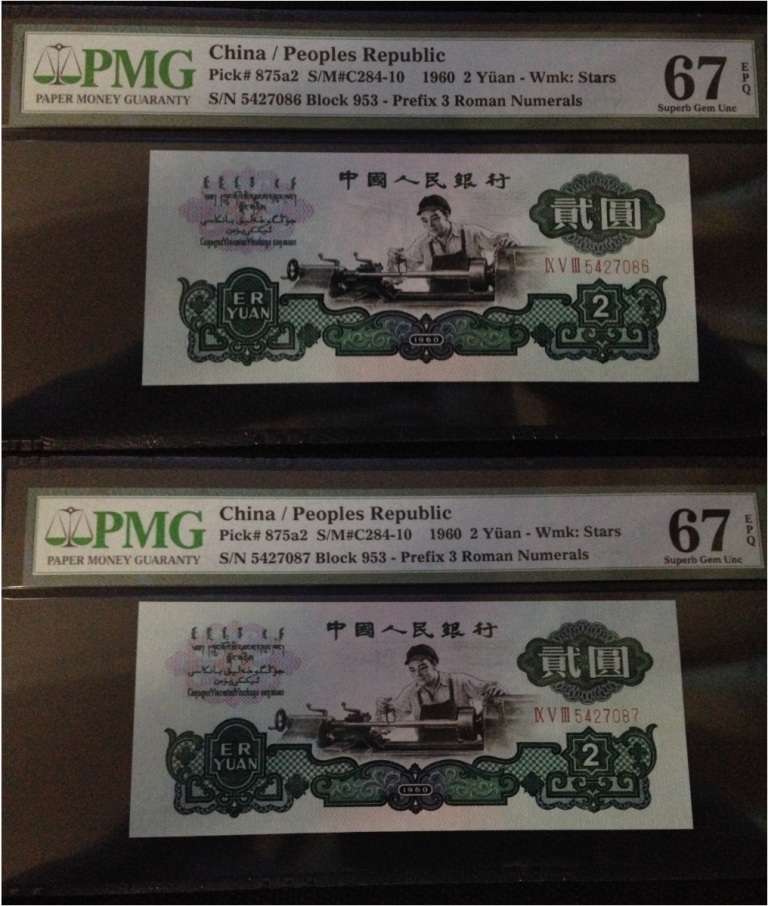 PMG
PAPER MONEY GUARANTY
China / Peoples Republic
Pick# 875a2 S/M#C284-10 1960 2 Yüan - Wmk: Stars
S/N 5427086 Block 953 - Prefix 3 Roman Numerals
67
EPQ
Superb Gem Unc
中國人民銀行
貳圓
IX V III 5427086
ER
YUAN
2
1960
PMG
PAPER MONEY GUARANTY
China / Peoples Republic
Pick# 875a2 S/M#C284-10 1960 2 Yüan - Wmk: Stars
S/N 5427087 Block 953 - Prefix 3 Roman Numerals
67
EPQ
Superb Gem Unc
中國人民銀行
貳圓
IX V III 5427087
ER
YUAN
2
1960